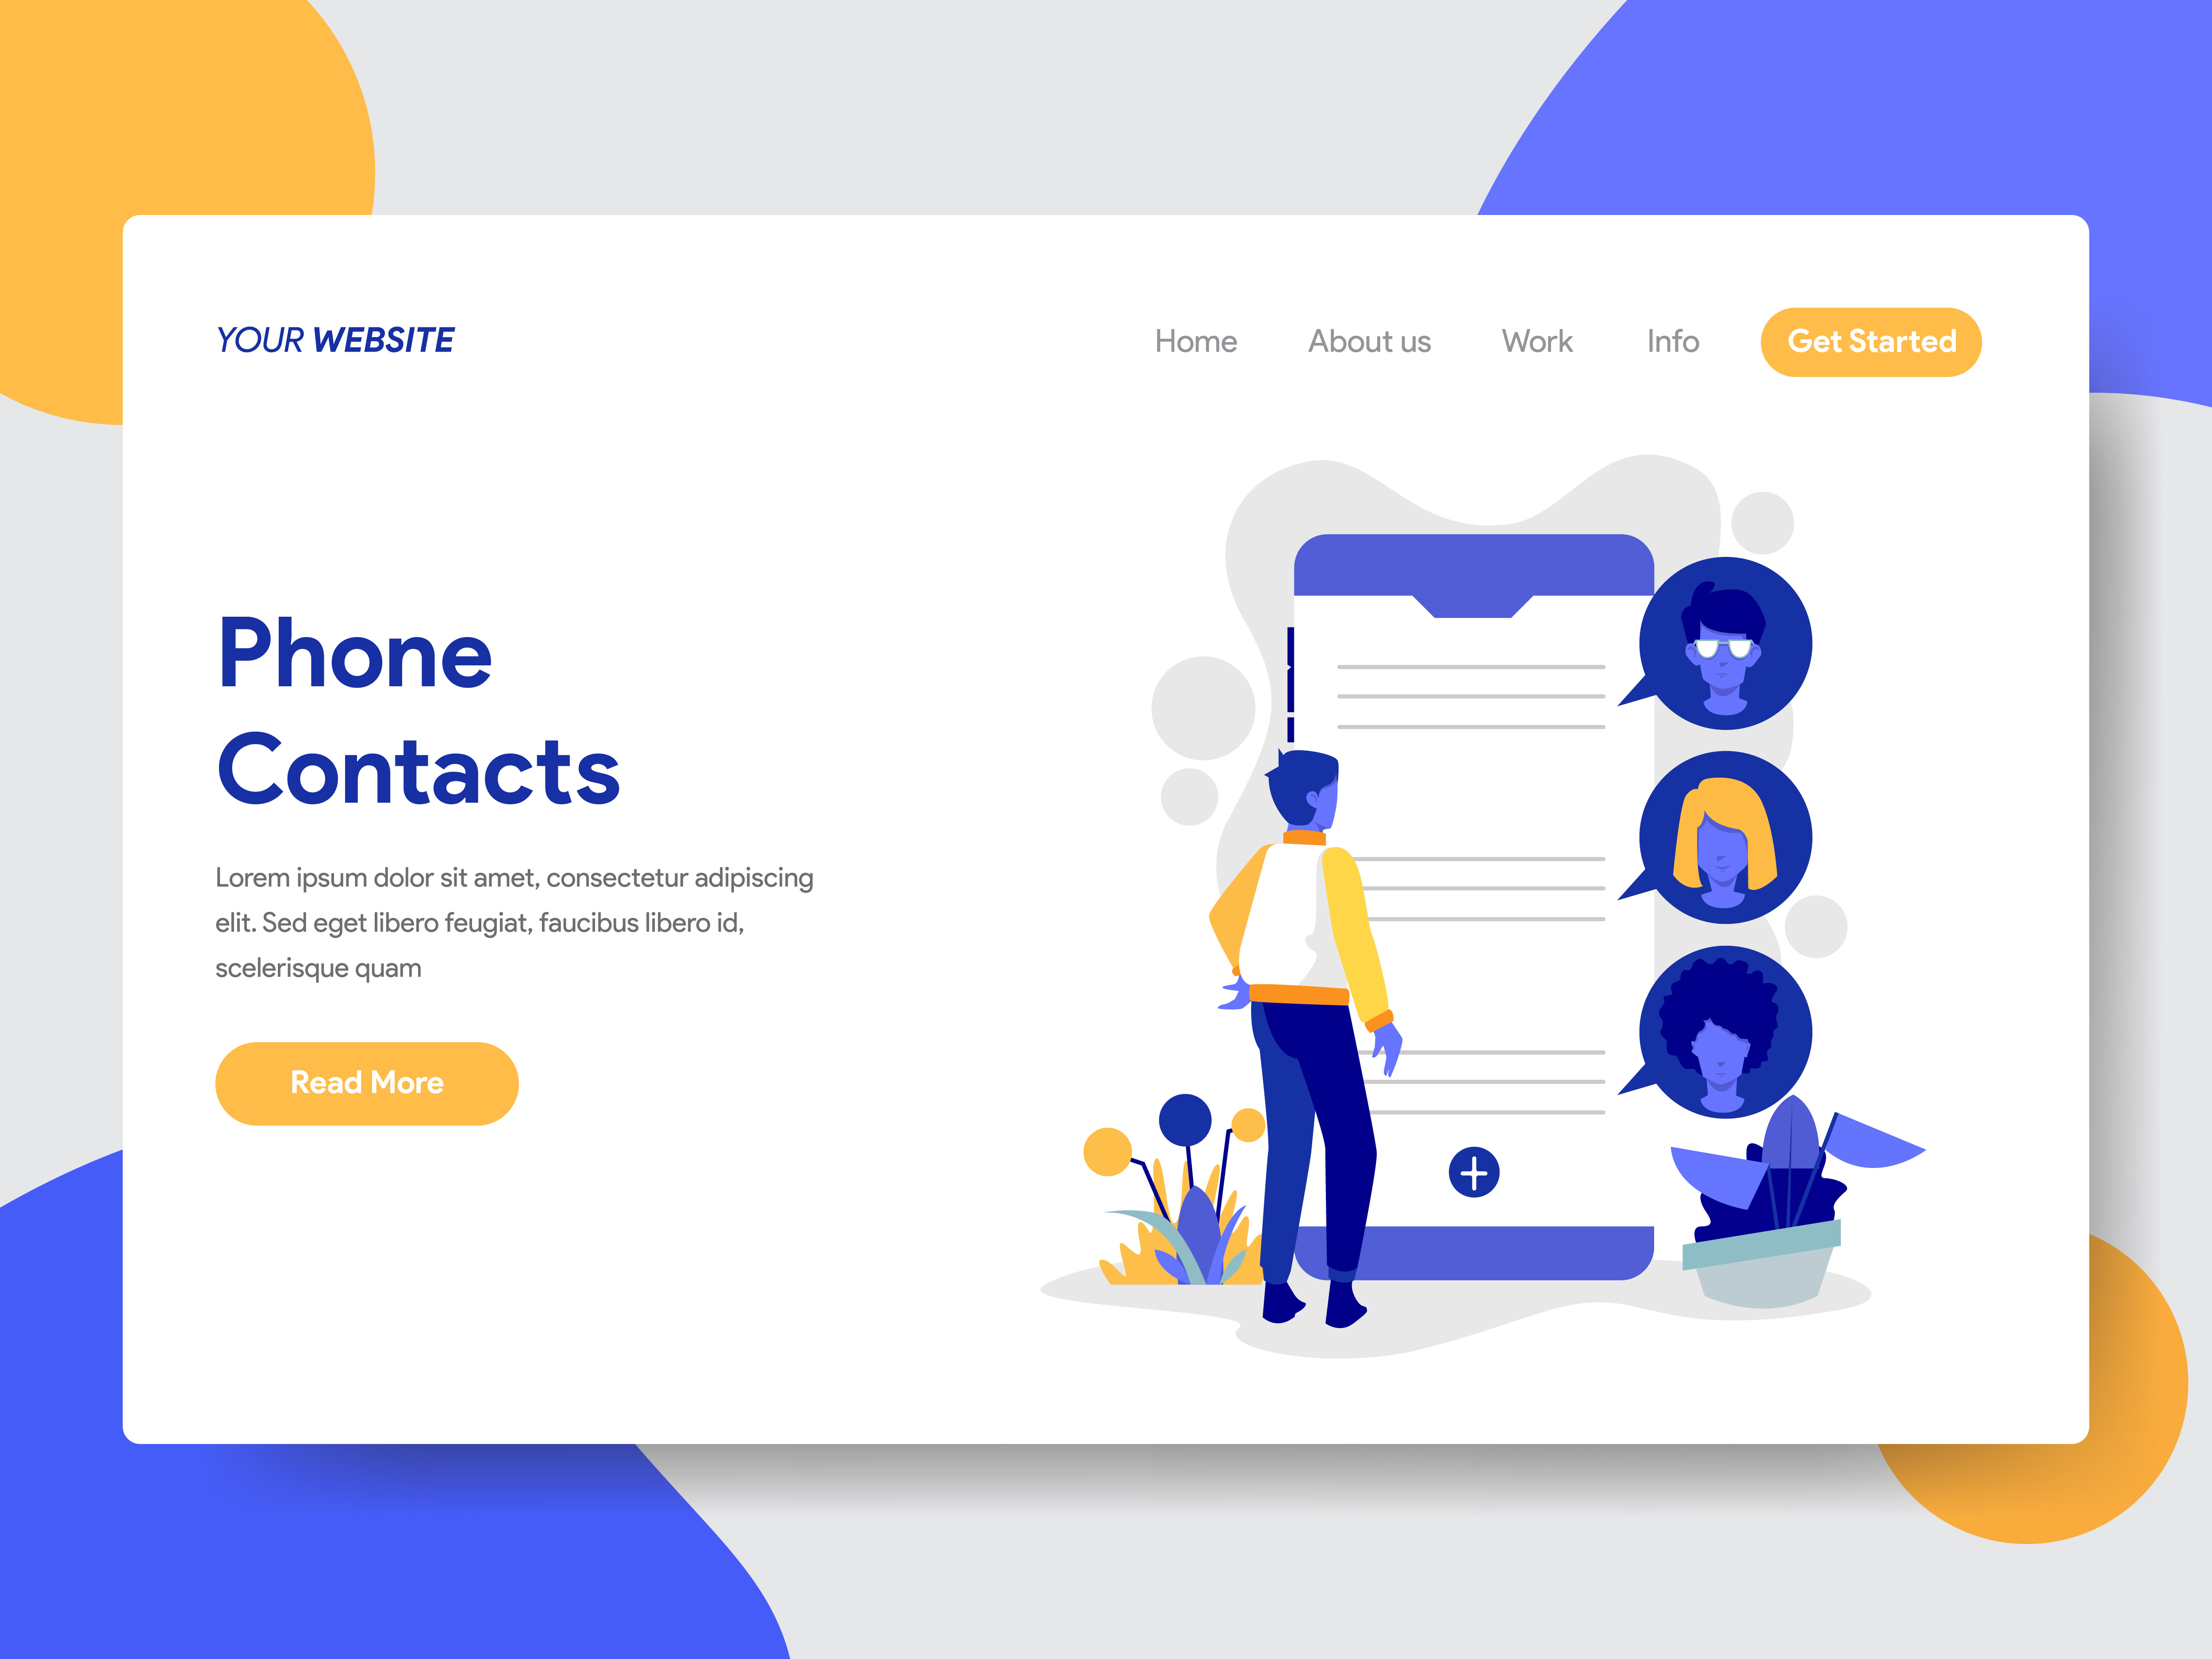 YOUR WEBSITE
Home About us Work Info Get Started
Phone
Contacts
Lorem ipsum dolor sit amet, consectetur adipiscing
elit. Sed eget libero feugiat, faucibus libero id,
scelerisque quam
Read More